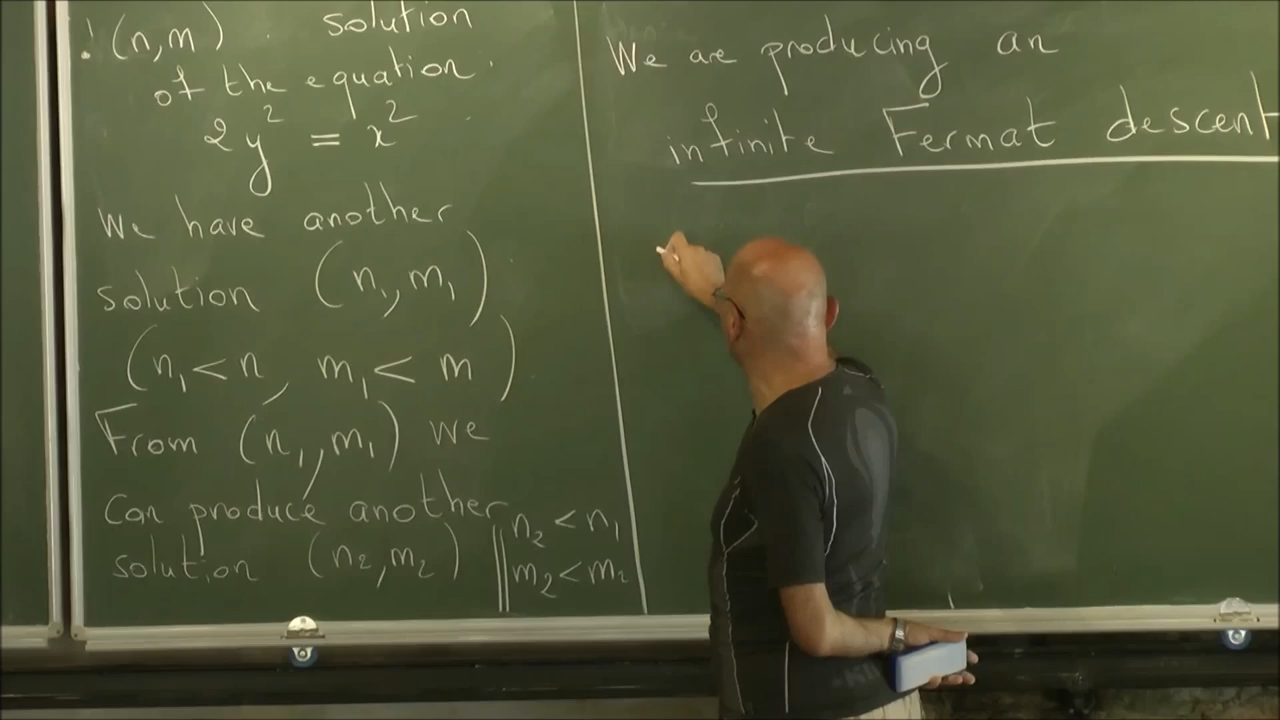 ! (n,m) . solution
of the equation.
2y² = x²
We have another
solution (n₁,m₁)
(n₁<n, m₁<m)
From (n₁,m₁) we
can produce another
solution (n₂,m₂) || n₂<n₁
m₂<m₂
We are producing an
infinite Fermat descent